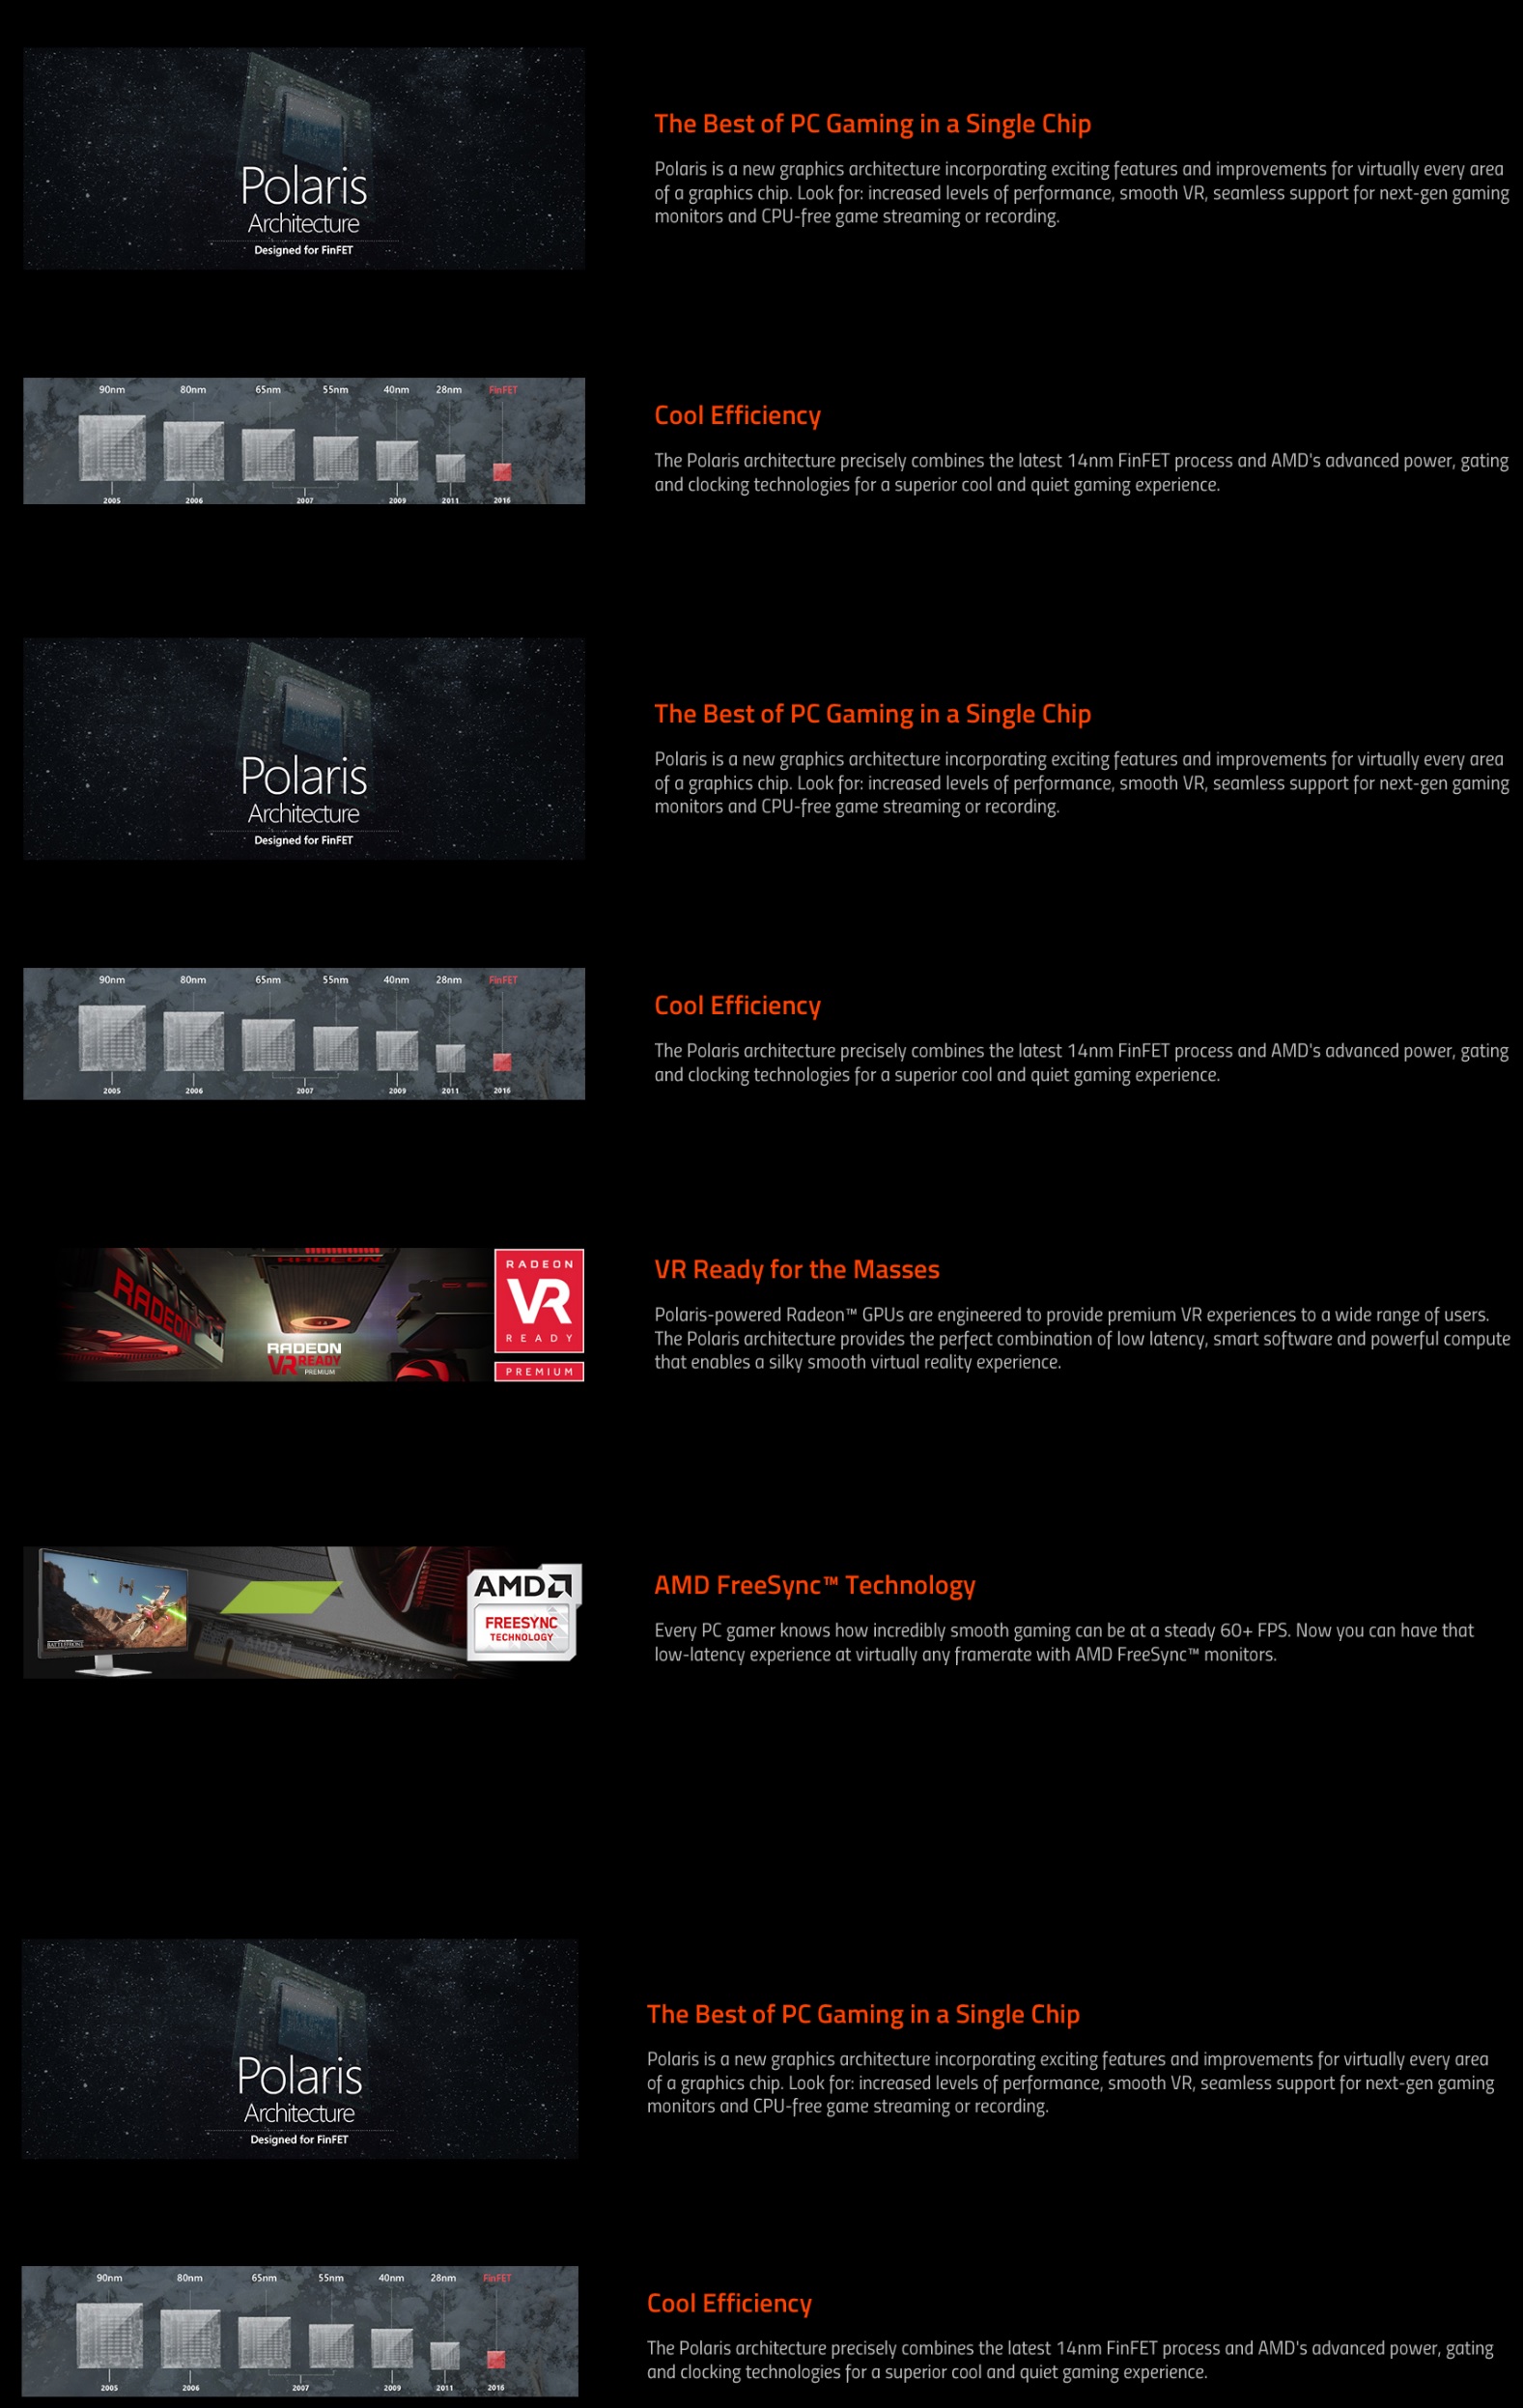 Polaris
Architecture
Designed for FinFET
The Best of PC Gaming in a Single Chip
Polaris is a new graphics architecture incorporating exciting features and improvements for virtually every area
of a graphics chip. Look for: increased levels of performance, smooth VR, seamless support for next-gen gaming
monitors and CPU-free game streaming or recording.
90nm 80nm 65nm 55nm 40nm 28nm FinFET
2005 2006 2007 2009 2011 2016
Cool Efficiency
The Polaris architecture precisely combines the latest 14nm FinFET process and AMD's advanced power, gating
and clocking technologies for a superior cool and quiet gaming experience.
Polaris
Architecture
Designed for FinFET
The Best of PC Gaming in a Single Chip
Polaris is a new graphics architecture incorporating exciting features and improvements for virtually every area
of a graphics chip. Look for: increased levels of performance, smooth VR, seamless support for next-gen gaming
monitors and CPU-free game streaming or recording.
90nm 80nm 65nm 55nm 40nm 28nm FinFET
2005 2006 2007 2009 2011 2016
Cool Efficiency
The Polaris architecture precisely combines the latest 14nm FinFET process and AMD's advanced power, gating
and clocking technologies for a superior cool and quiet gaming experience.
RADEON
RADEON
RADEON
VR READY
PREMIUM
RADEON
VR
READY
PREMIUM
VR Ready for the Masses
Polaris-powered Radeon™ GPUs are engineered to provide premium VR experiences to a wide range of users.
The Polaris architecture provides the perfect combination of low latency, smart software and powerful compute
that enables a silky smooth virtual reality experience.
BATTLEFRONT
AMD
AMD
FREESYNC
TECHNOLOGY
AMD FreeSync™ Technology
Every PC gamer knows how incredibly smooth gaming can be at a steady 60+ FPS. Now you can have that
low-latency experience at virtually any framerate with AMD FreeSync™ monitors.
Polaris
Architecture
Designed for FinFET
The Best of PC Gaming in a Single Chip
Polaris is a new graphics architecture incorporating exciting features and improvements for virtually every area
of a graphics chip. Look for: increased levels of performance, smooth VR, seamless support for next-gen gaming
monitors and CPU-free game streaming or recording.
90nm 80nm 65nm 55nm 40nm 28nm FinFET
2005 2006 2007 2009 2011 2016
Cool Efficiency
The Polaris architecture precisely combines the latest 14nm FinFET process and AMD's advanced power, gating
and clocking technologies for a superior cool and quiet gaming experience.